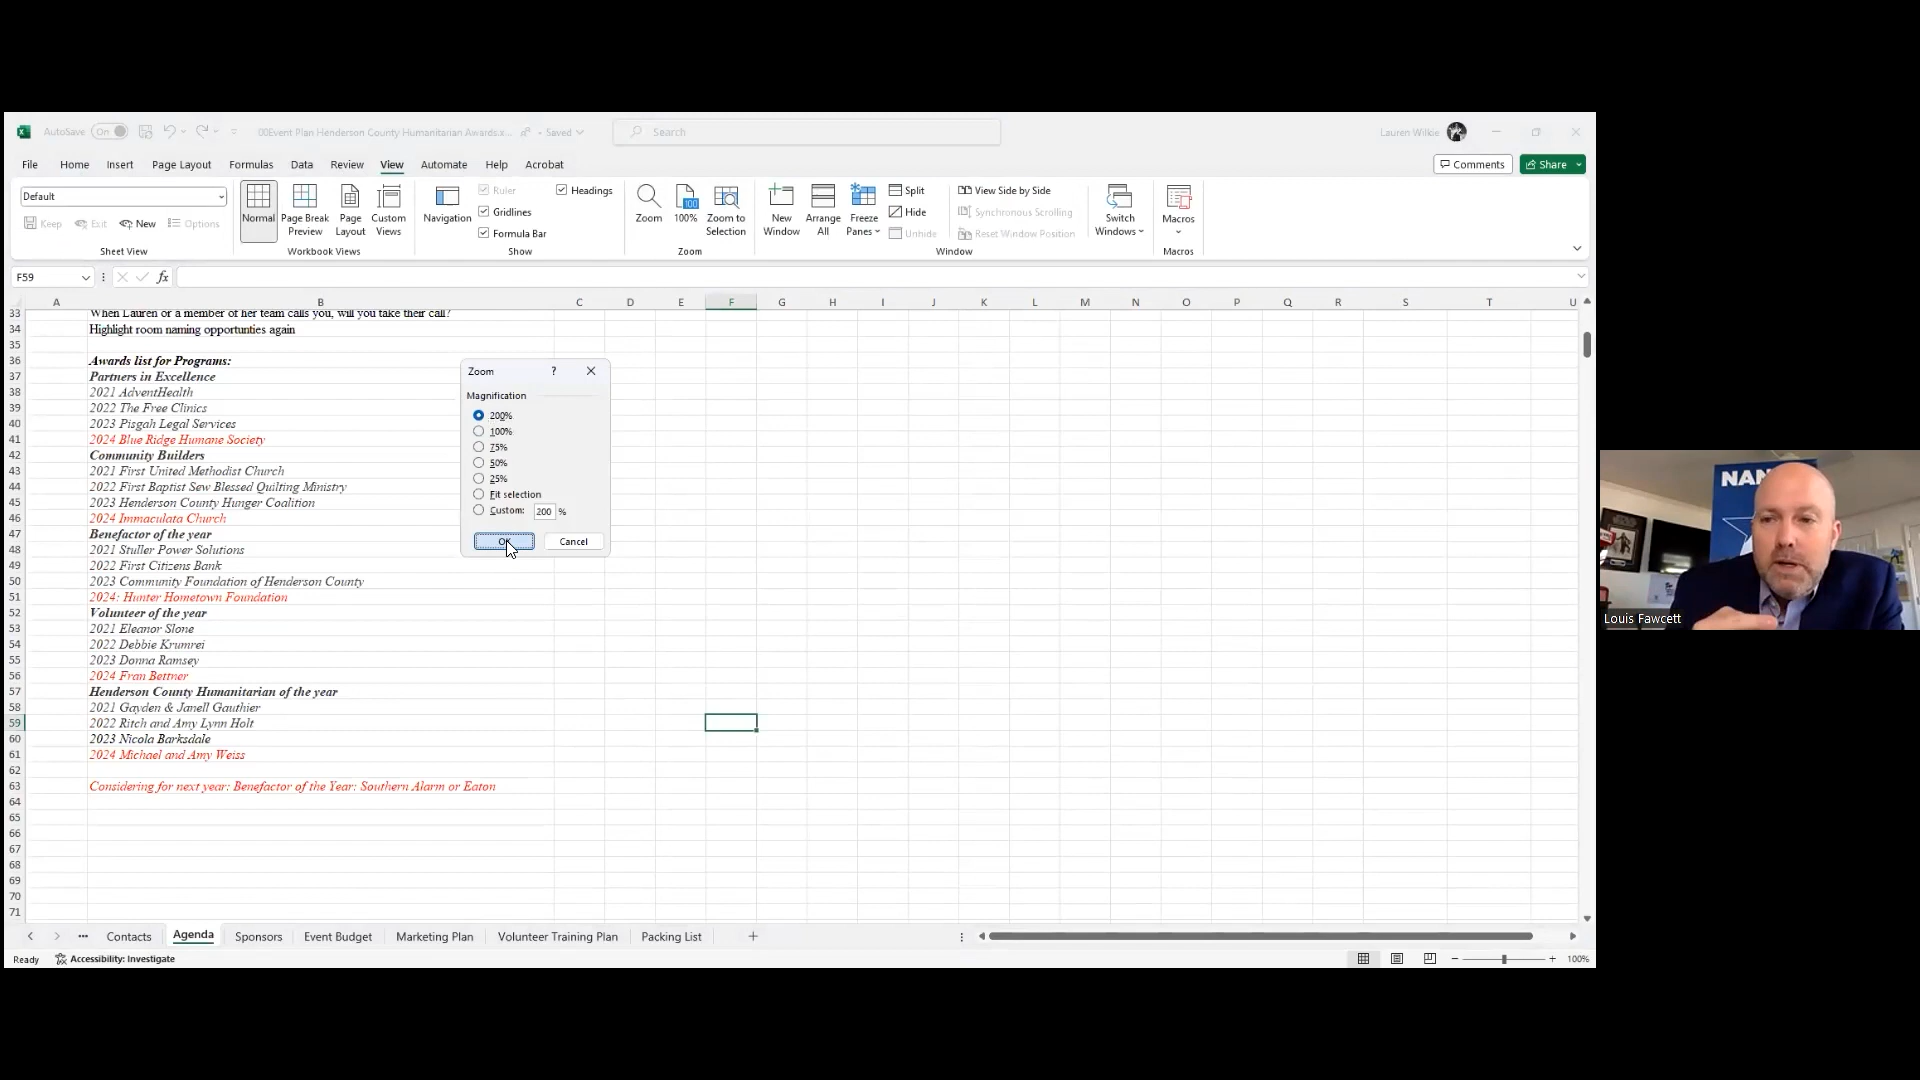 AutoSave On 00Event Plan Henderson County Humanitarian Awards.x... • Saved Search Lauren Wilkie
File Home Insert Page Layout Formulas Data Review View Automate Help Acrobat Comments Share
Default
Keep Exit New Options
Sheet View
Normal Page Break Preview Page Layout Custom Views
Workbook Views
Navigation Ruler Headings
Gridlines
Formula Bar
Show
Zoom 100% Zoom to Selection
Zoom
New Window Arrange All Freeze Panes Split
Hide
Unhide
View Side by Side
Synchronous Scrolling
Reset Window Position
Switch Windows
Window
Macros
Macros
F59 fx
A B C D E F G H I J K L M N O P Q R S T U
33 When Lauren or a member of her team calls you, will you take their call?
34 Highlight room naming opportunties again
35
36 Awards list for Programs:
37 Partners in Excellence
38 2021 AdventHealth
39 2022 The Free Clinics
40 2023 Pisgah Legal Services
41 2024 Blue Ridge Humane Society
42 Community Builders
43 2021 First United Methodist Church
44 2022 First Baptist Sew Blessed Quilting Ministry
45 2023 Henderson County Hunger Coalition
46 2024 Immaculata Church
47 Benefactor of the year
48 2021 Stuller Power Solutions
49 2022 First Citizens Bank
50 2023 Community Foundation of Henderson County
51 2024: Hunter Hometown Foundation
52 Volunteer of the year
53 2021 Eleanor Slone
54 2022 Debbie Krumrei
55 2023 Donna Ramsey
56 2024 Fran Bettner
57 Henderson County Humanitarian of the year
58 2021 Gayden & Janell Gauthier
59 2022 Ritch and Amy Lynn Holt
60 2023 Nicola Barksdale
61 2024 Michael and Amy Weiss
62
63 Considering for next year: Benefactor of the Year: Southern Alarm or Eaton
64
65
66
67
68
69
70
71
Zoom ?
Magnification
200%
100%
75%
50%
25%
Fit selection
Custom: 200 %
OK Cancel
Contacts Agenda Sponsors Event Budget Marketing Plan Volunteer Training Plan Packing List
Ready Accessibility: Investigate 100%
NAN
Louis Fawcett